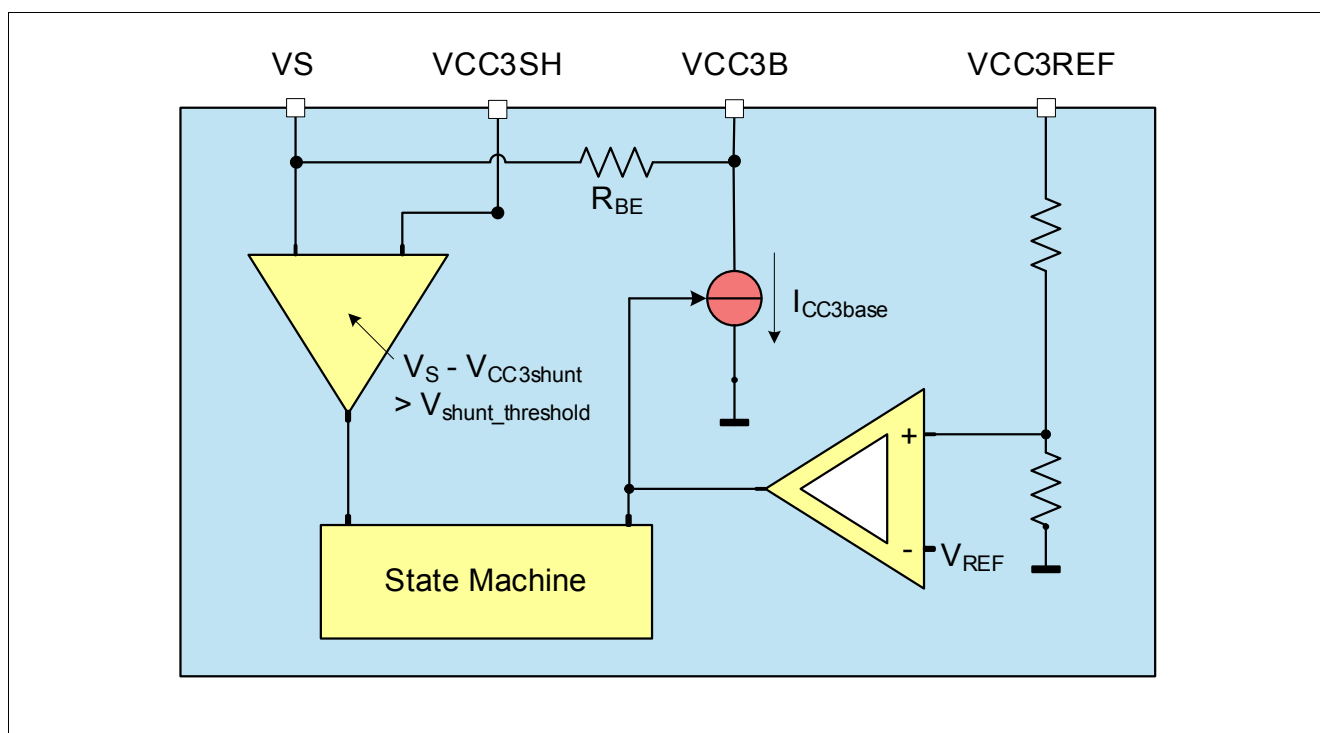 VS VCC3SH VCC3B VCC3REF
RBE
ICC3base
VS - VCC3shunt
> Vshunt_threshold
+
- VREF
State Machine